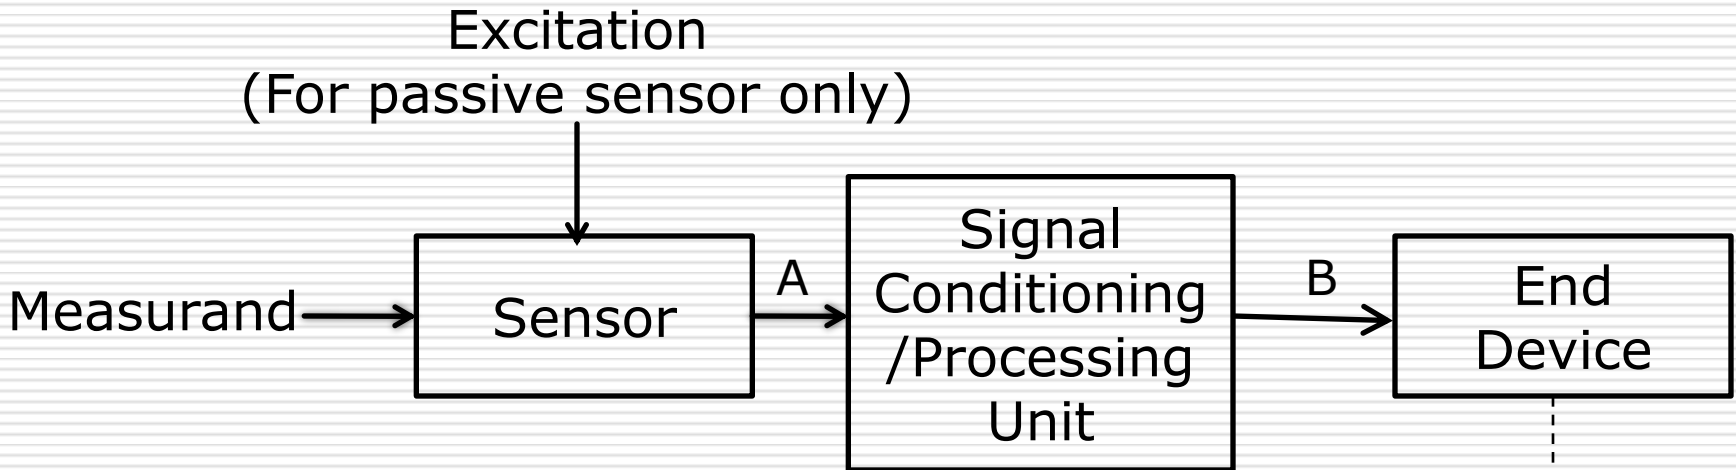 Excitation
(For passive sensor only)
Measurand
Sensor
A
Signal
Conditioning
/Processing
Unit
B
End
Device